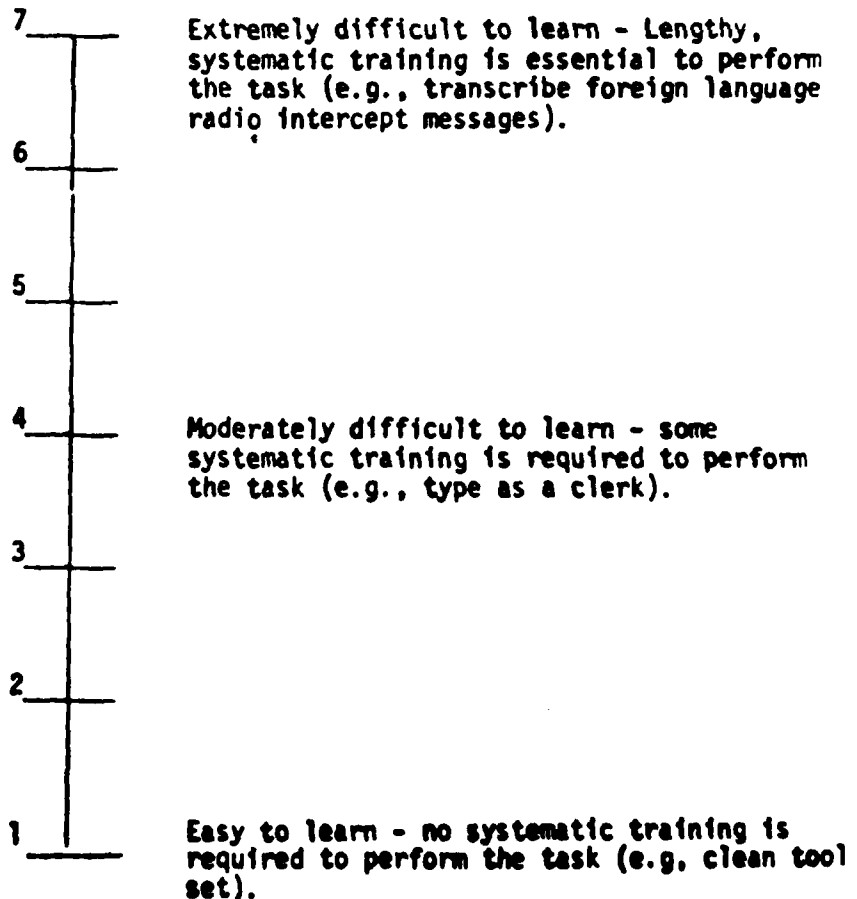 7
Extremely difficult to learn - Lengthy,
systematic training is essential to perform
the task (e.g., transcribe foreign language
radio intercept messages).
6
5
4
Moderately difficult to learn - some
systematic training is required to perform
the task (e.g., type as a clerk).
3
2
1
Easy to learn - no systematic training is
required to perform the task (e.g, clean tool
set).